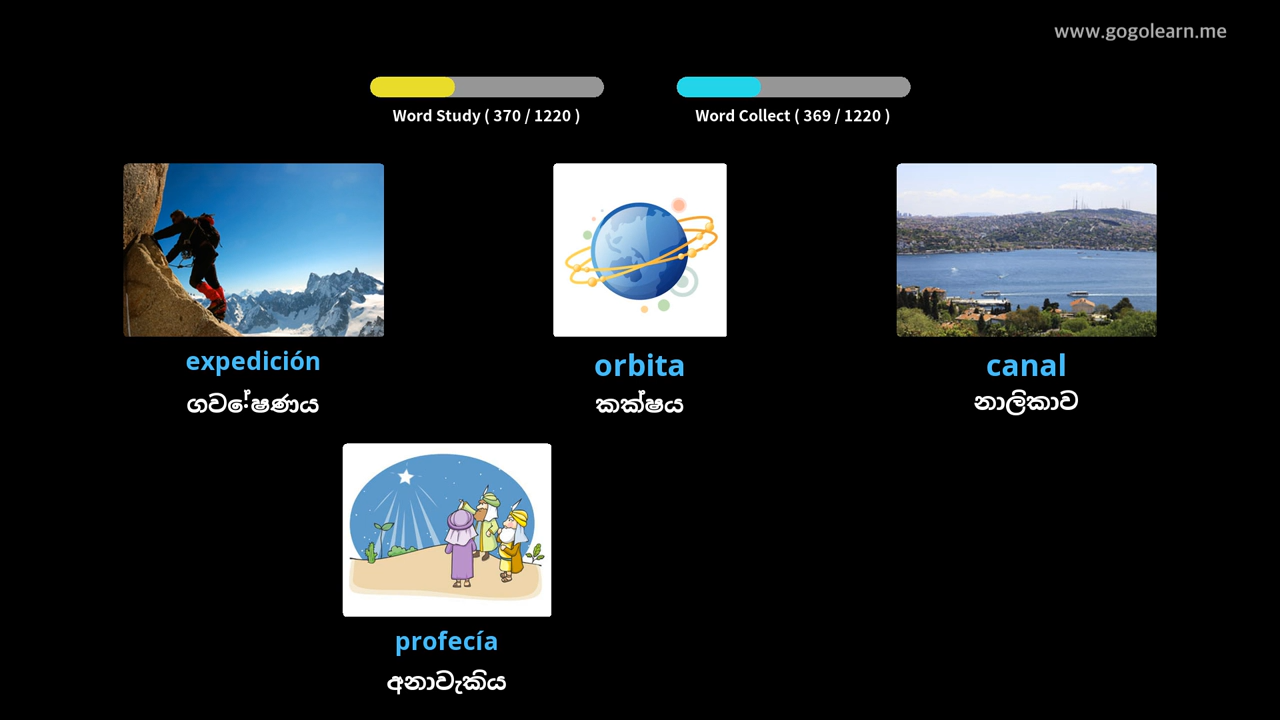 www.gogolearn.me
Word Study ( 370 / 1220 )
Word Collect ( 369 / 1220 )
expedición
ගවේෂණය
orbita
කක්ෂය
canal
නාලිකාව
profecía
අනාවැකිය